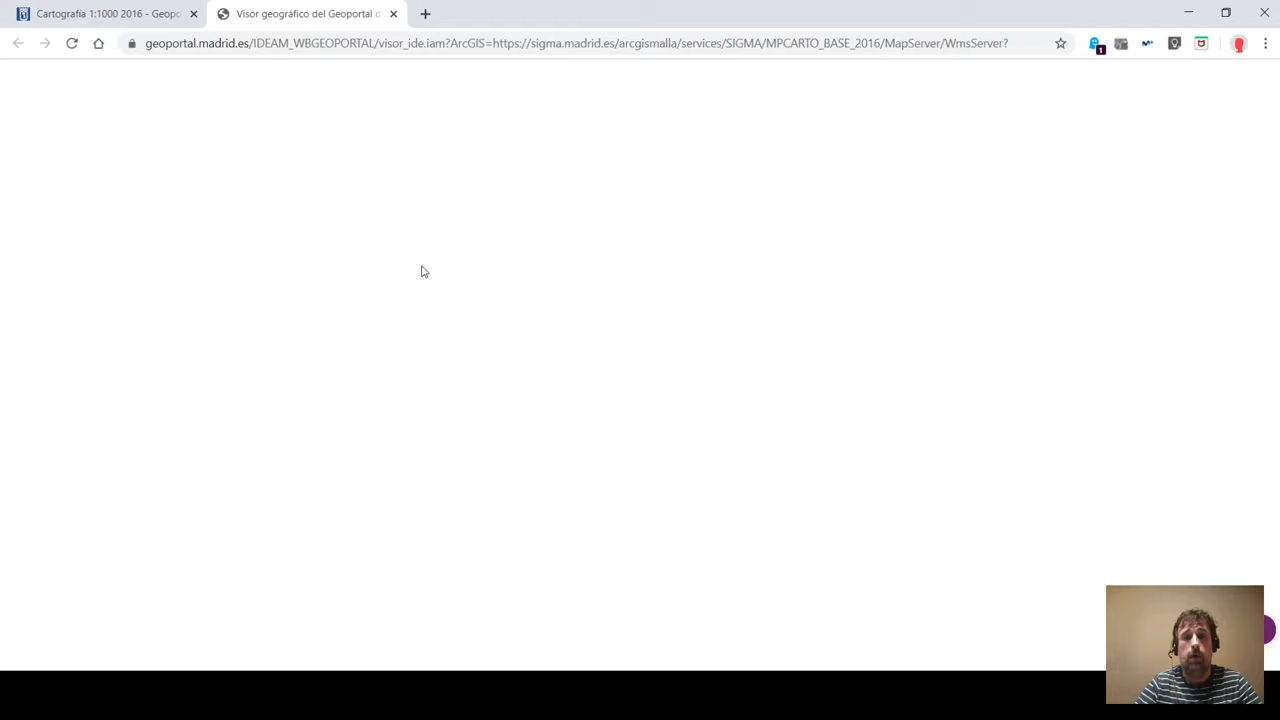 Cartografía 1:1000 2016 - Geopo
Visor geográfico del Geoportal d
geoportal.madrid.es/IDEAM_WBGEOPORTAL/visor_ide.iam?ArcGIS=https://sigma.madrid.es/arcgismalla/services/SIGMA/MPCARTO_BASE_2016/MapServer/WmsServer?
1